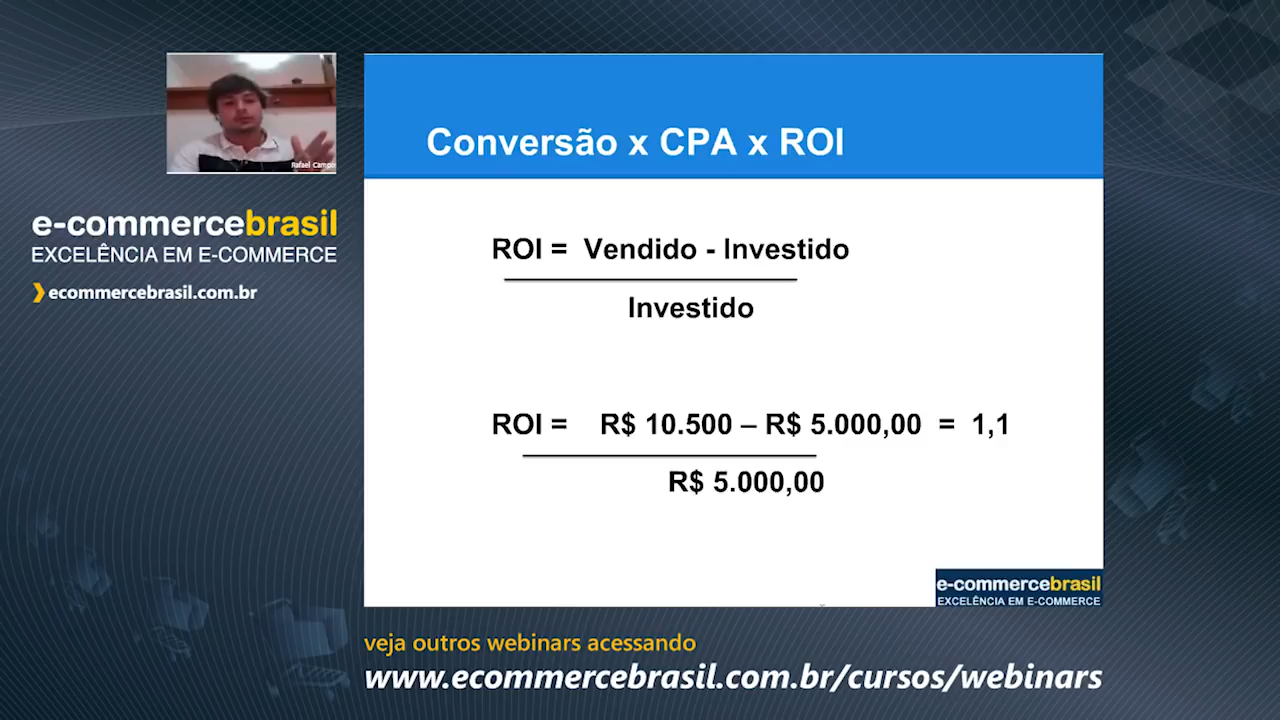 Rafael Campo
e-commercebrasil
EXCELÊNCIA EM E-COMMERCE
ecommercebrasil.com.br
Conversão x CPA x ROI
ROI = Vendido - Investido
Investido
ROI = R$ 10.500 – R$ 5.000,00 = 1,1
R$ 5.000,00
e-commercebrasil
EXCELÊNCIA EM E-COMMERCE
veja outros webinars acessando
www.ecommercebrasil.com.br/cursos/webinars